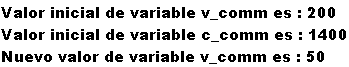 Valor inicial de variable v_comm es : 200
Valor inicial de variable c_comm es : 1400
Nuevo valor de variable v_comm es : 50